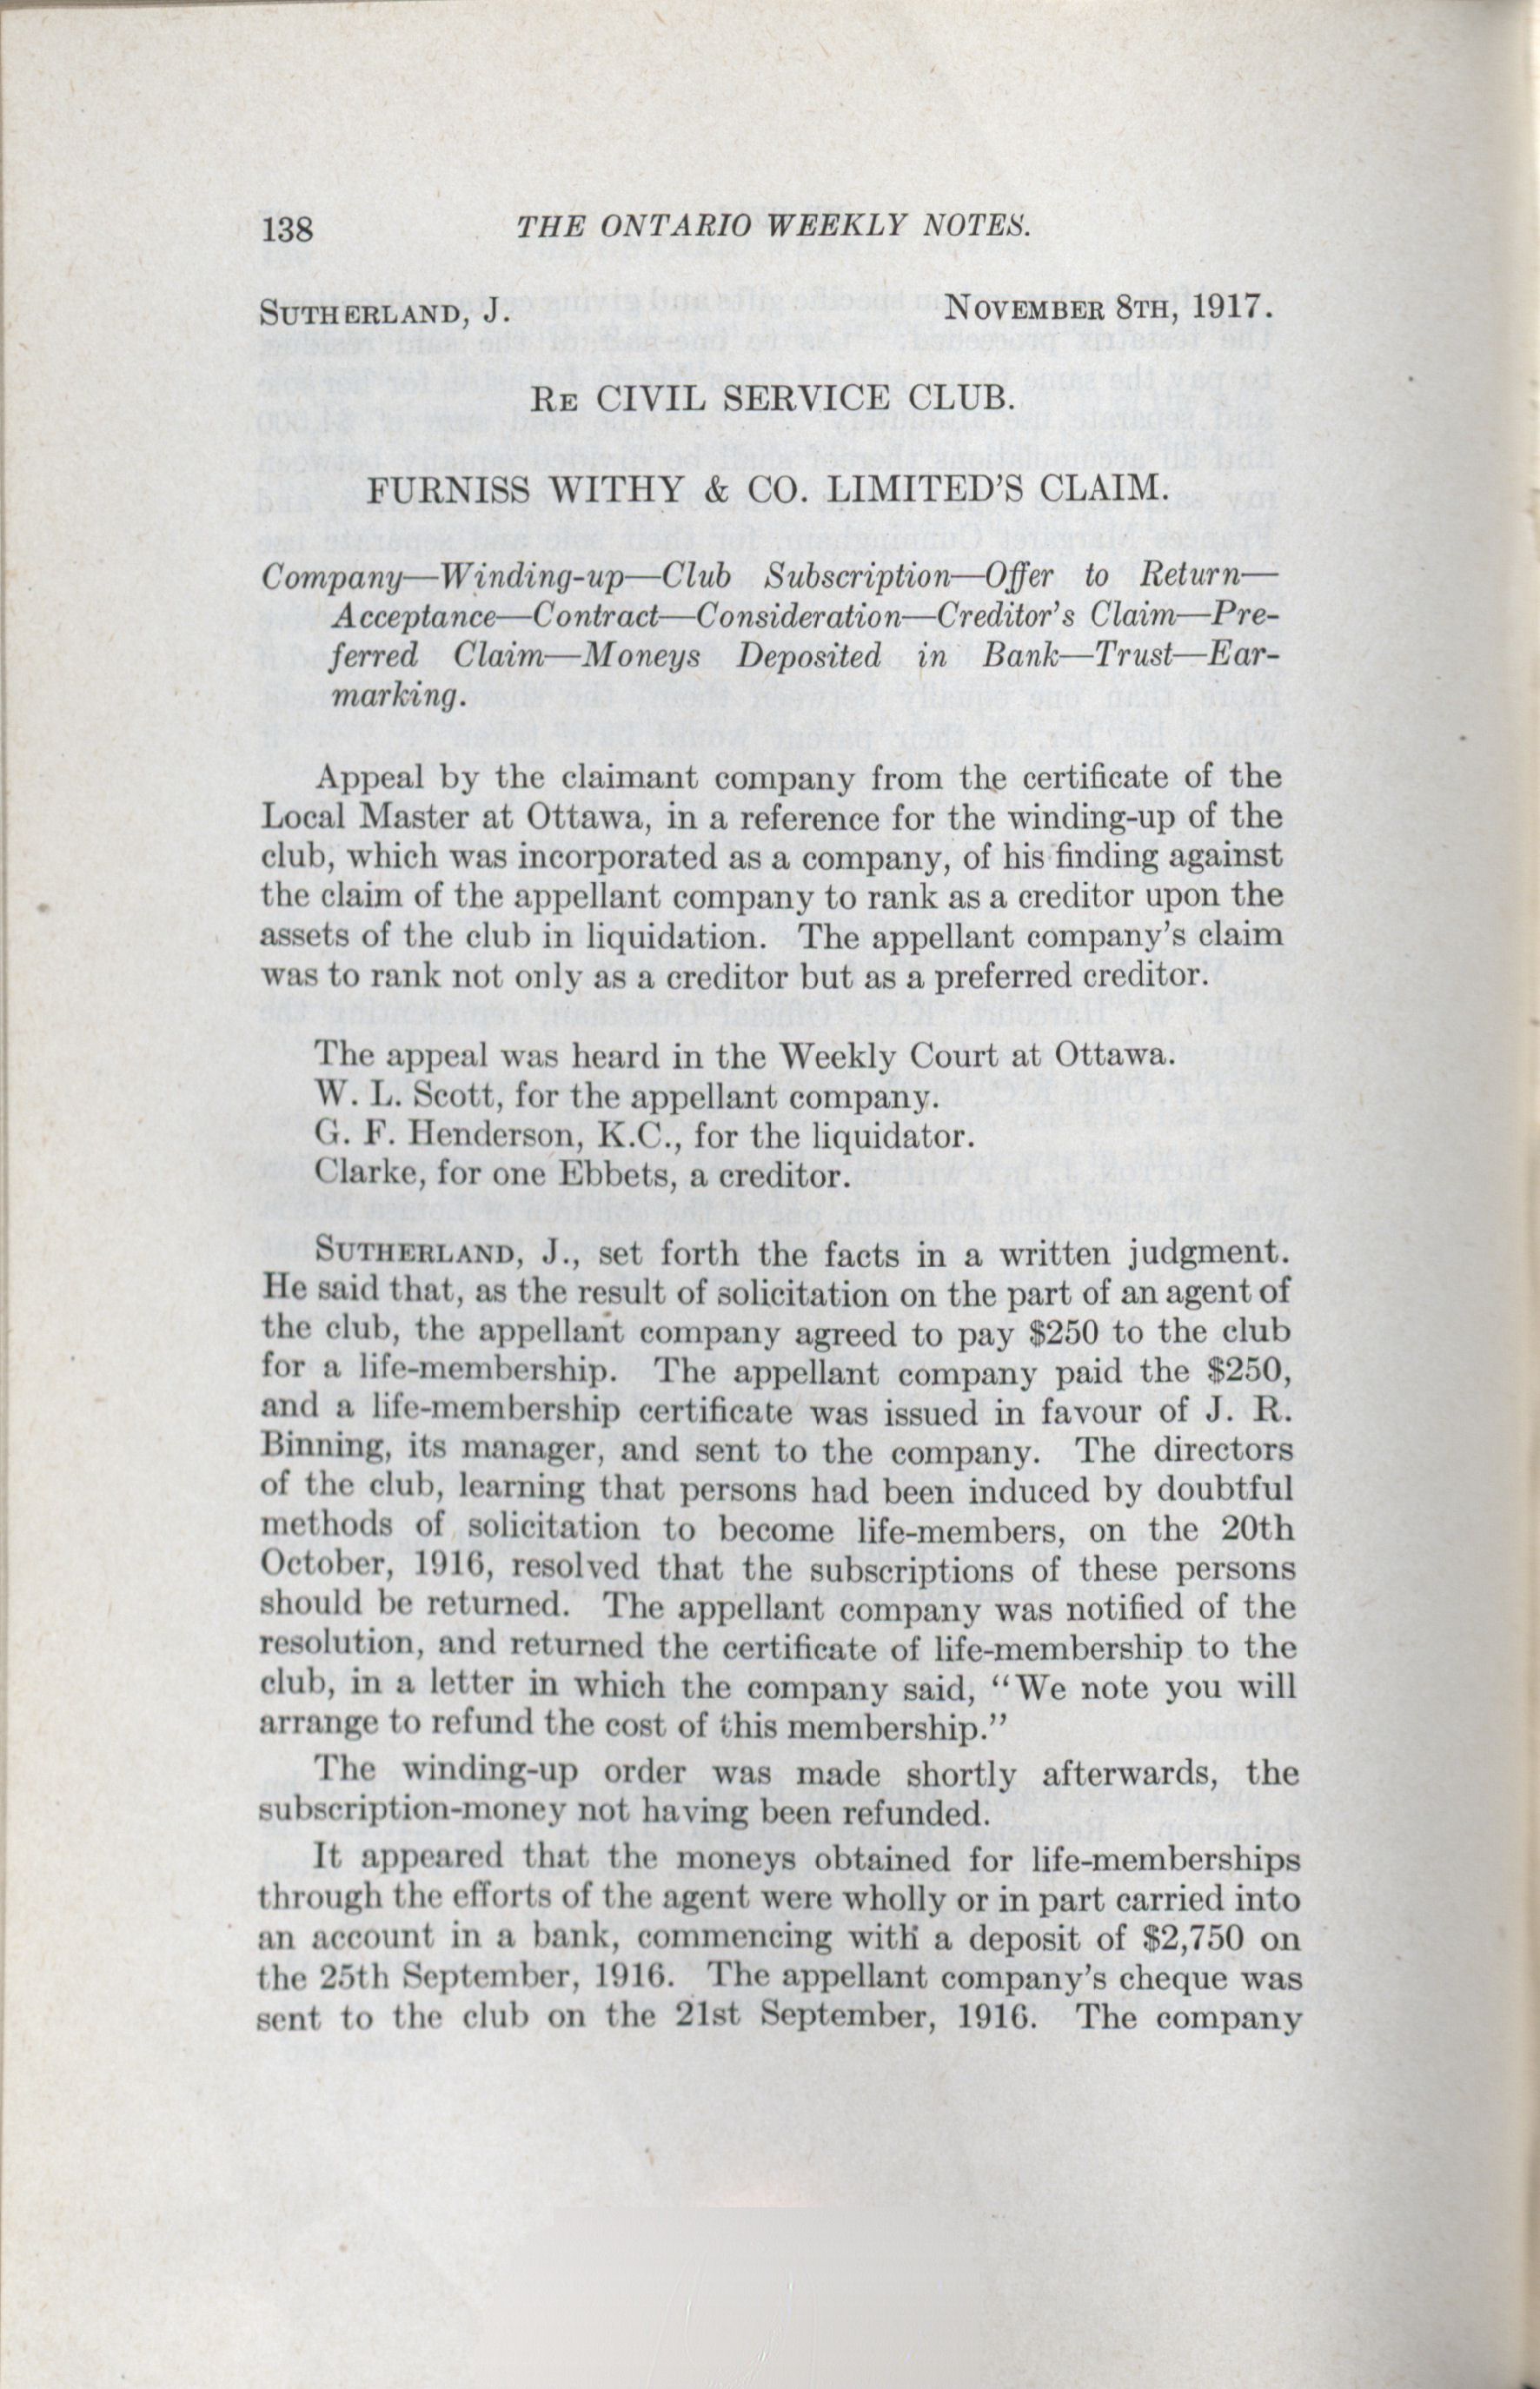 138 THE ONTARIO WEEKLY NOTES.
SUTHERLAND, J. NOVEMBER 8TH, 1917.
RE CIVIL SERVICE CLUB.
FURNISS WITHY & CO. LIMITED'S CLAIM.
Company—Winding-up—Club Subscription—Offer to Return—
Acceptance—Contract—Consideration—Creditor's Claim—Pre-
ferred Claim—Moneys Deposited in Bank—Trust—Ear-
marking.
Appeal by the claimant company from the certificate of the
Local Master at Ottawa, in a reference for the winding-up of the
club, which was incorporated as a company, of his finding against
the claim of the appellant company to rank as a creditor upon the
assets of the club in liquidation. The appellant company's claim
was to rank not only as a creditor but as a preferred creditor.
The appeal was heard in the Weekly Court at Ottawa.
W. L. Scott, for the appellant company.
G. F. Henderson, K.C., for the liquidator.
Clarke, for one Ebbets, a creditor.
SUTHERLAND, J., set forth the facts in a written judgment.
He said that, as the result of solicitation on the part of an agent of
the club, the appellant company agreed to pay $250 to the club
for a life-membership. The appellant company paid the $250,
and a life-membership certificate was issued in favour of J. R.
Binning, its manager, and sent to the company. The directors
of the club, learning that persons had been induced by doubtful
methods of solicitation to become life-members, on the 20th
October, 1916, resolved that the subscriptions of these persons
should be returned. The appellant company was notified of the
resolution, and returned the certificate of life-membership to the
club, in a letter in which the company said, "We note you will
arrange to refund the cost of this membership."
The winding-up order was made shortly afterwards, the
subscription-money not having been refunded.
It appeared that the moneys obtained for life-memberships
through the efforts of the agent were wholly or in part carried into
an account in a bank, commencing with a deposit of $2,750 on
the 25th September, 1916. The appellant company's cheque was
sent to the club on the 21st September, 1916. The company